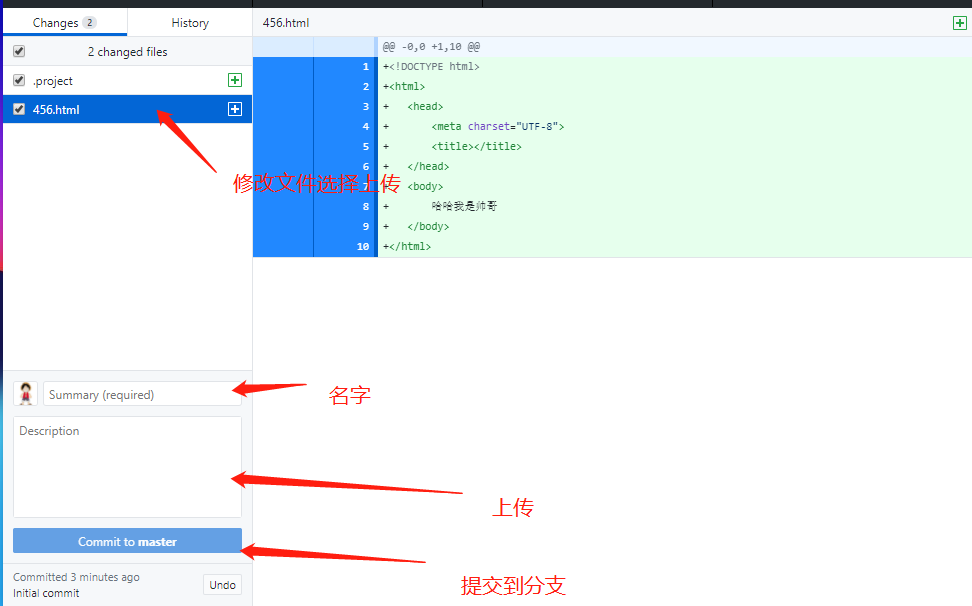 Changes 2 History
456.html
2 changed files
.project
456.html
@@ -0,0 +1,10 @@
1 +<!DOCTYPE html>
2 +<html>
3 + <head>
4 + <meta charset="UTF-8">
5 + <title></title>
6 + </head>
7 + <body>
8 + 哈哈我是帅哥
9 + </body>
10 +</html>
修改文件选择上传
Summary (required)
名字
Description
上传
Commit to master
提交到分支
Committed 3 minutes ago
Initial commit
Undo